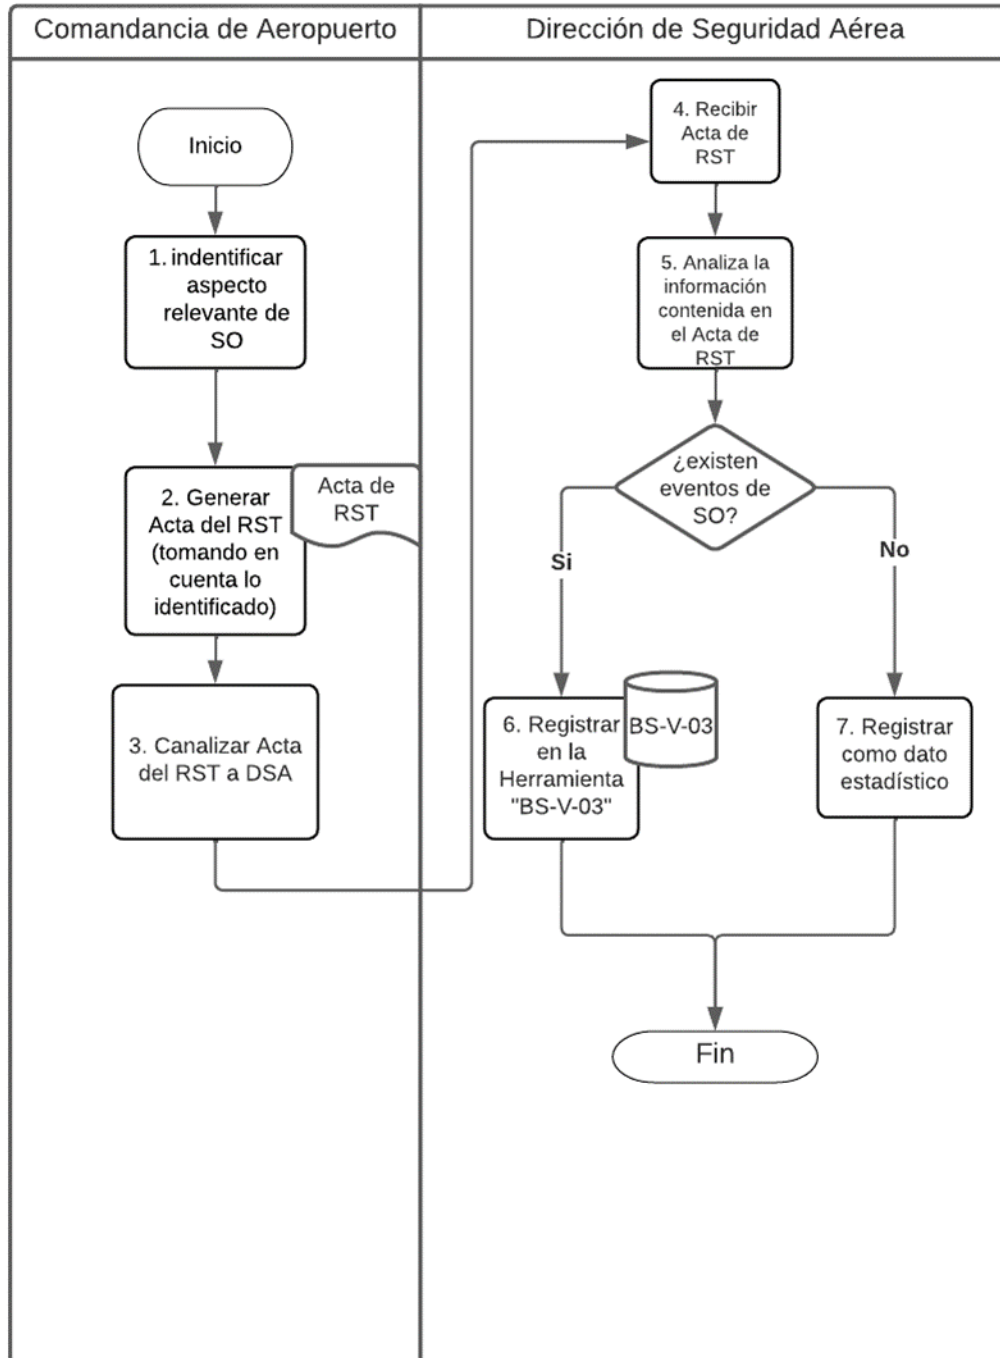 Comandancia de Aeropuerto
Dirección de Seguridad Aérea
Inicio
1. indentificar
aspecto
relevante de
SO
2. Generar
Acta del RST
(tomando en
cuenta lo
identificado)
Acta de
RST
3. Canalizar Acta
del RST a DSA
4. Recibir
Acta de
RST
5. Analiza la
información
contenida en
el Acta de
RST
¿existen
eventos de
SO?
Si
No
6. Registrar
en la
Herramienta
"BS-V-03"
BS-V-03
7. Registrar
como dato
estadístico
Fin